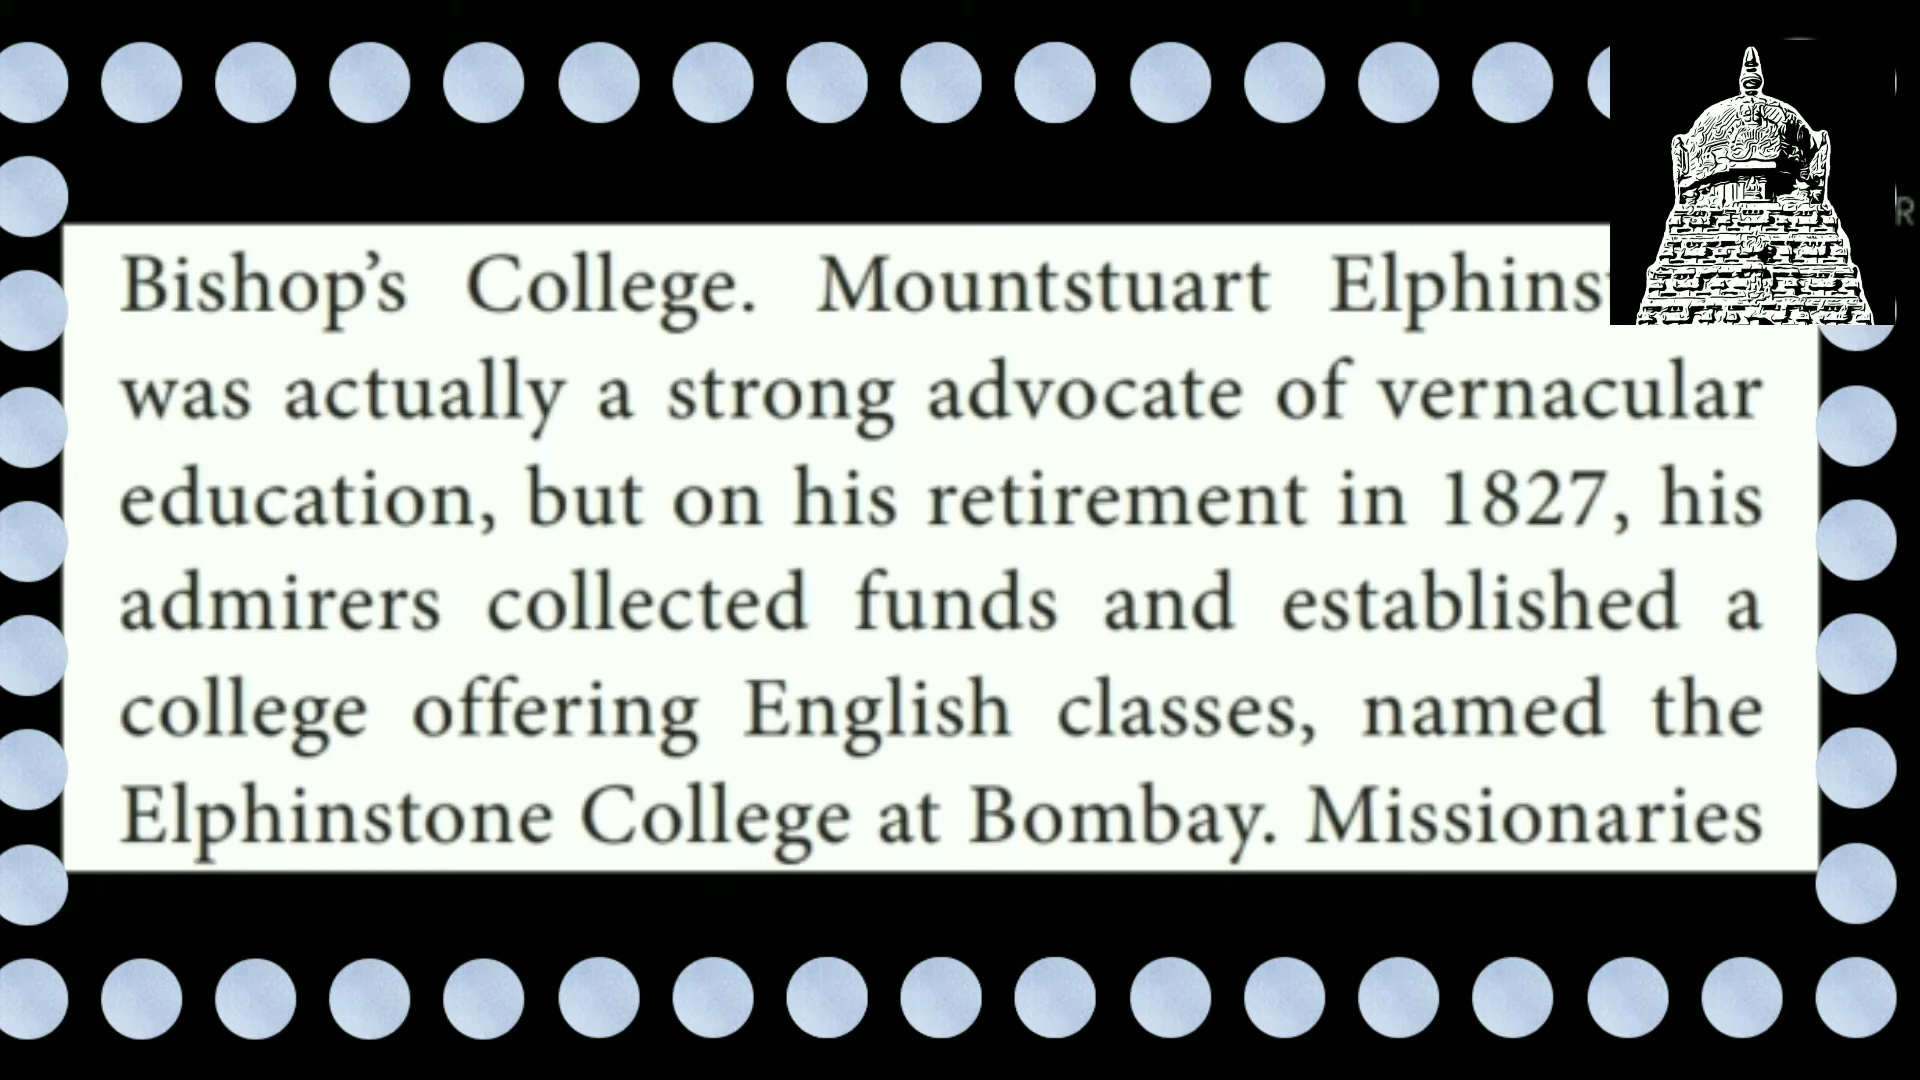 Bishop’s College. Mountstuart
was actually a strong advocate of vernacular
education, but on his retirement in 1827, his
admirers collected funds and established a
college offering English classes, named the
Elphinstone College at Bombay. Missionaries